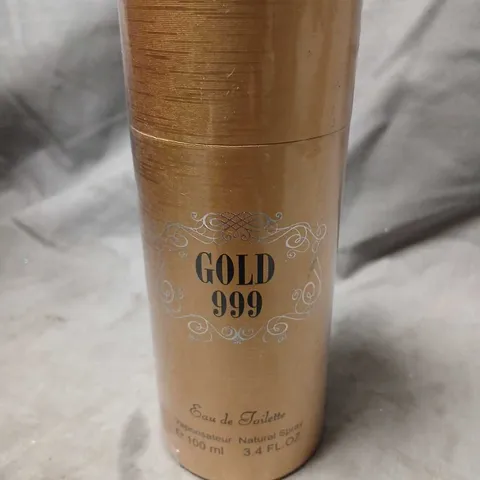 GOLD
999
Eau de Toilette
Vaporisateur Natural Spray
100 ml 3.4 FL.OZ